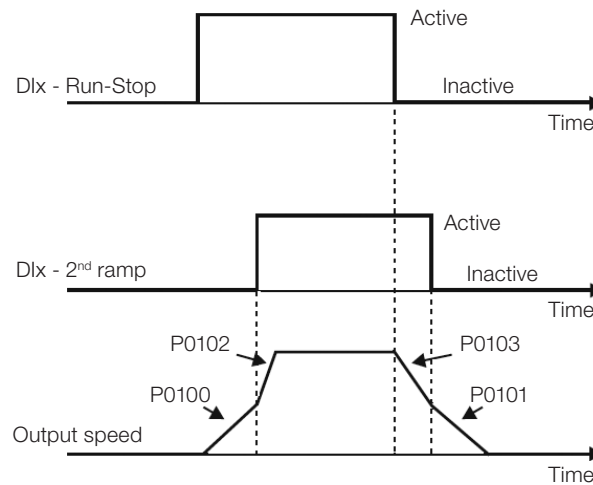 Active
DIx - Run-Stop
Inactive
Time
Active
DIx - 2nd ramp
Inactive
Time
P0102
P0103
P0100
P0101
Output speed
Time